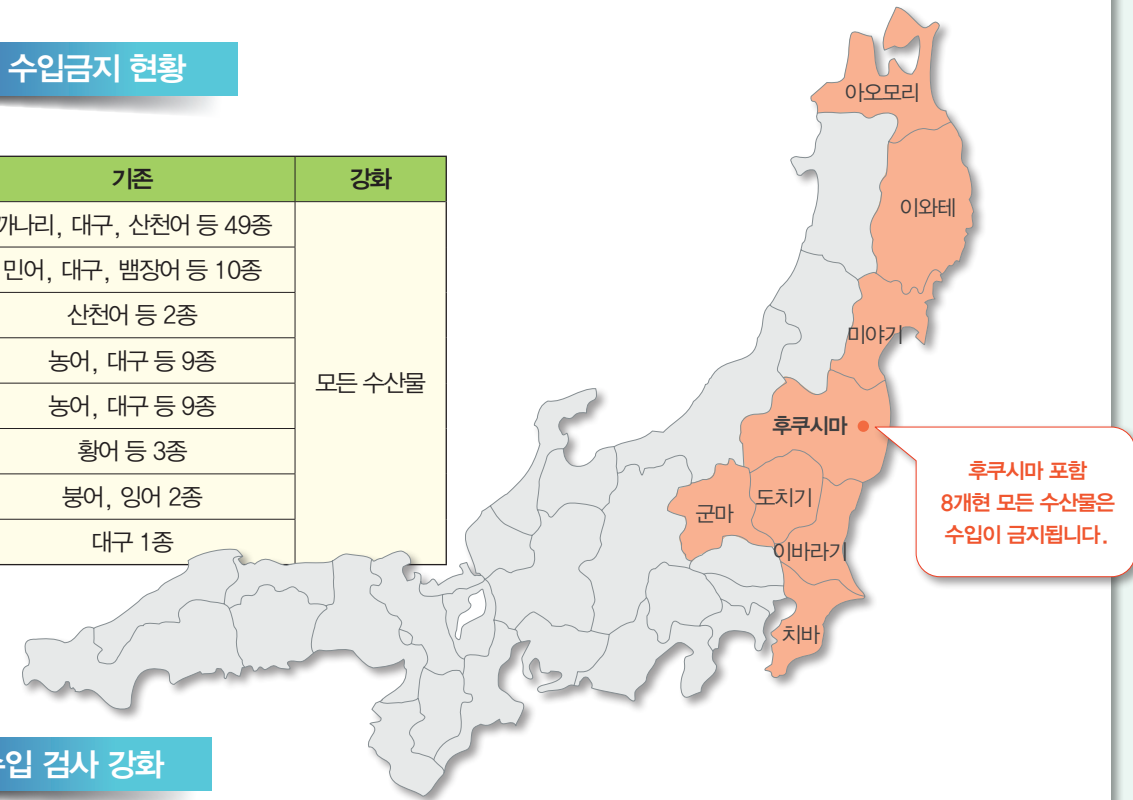 수입금지 현황
기존 강화
대구, 산천어 등 49종
민어, 대구, 뱀장어 등 10종
산천어 등 2종
농어, 대구 등 9종
농어, 대구 등 9종
황어 등 3종
붕어, 잉어 2종
대구 1종
모든 수산물
아오모리
이와테
미야기
후쿠시마
군마
도치기
이바라기
치바
후쿠시마 포함
8개현 모든 수산물은
수입이 금지됩니다.
검사 강화